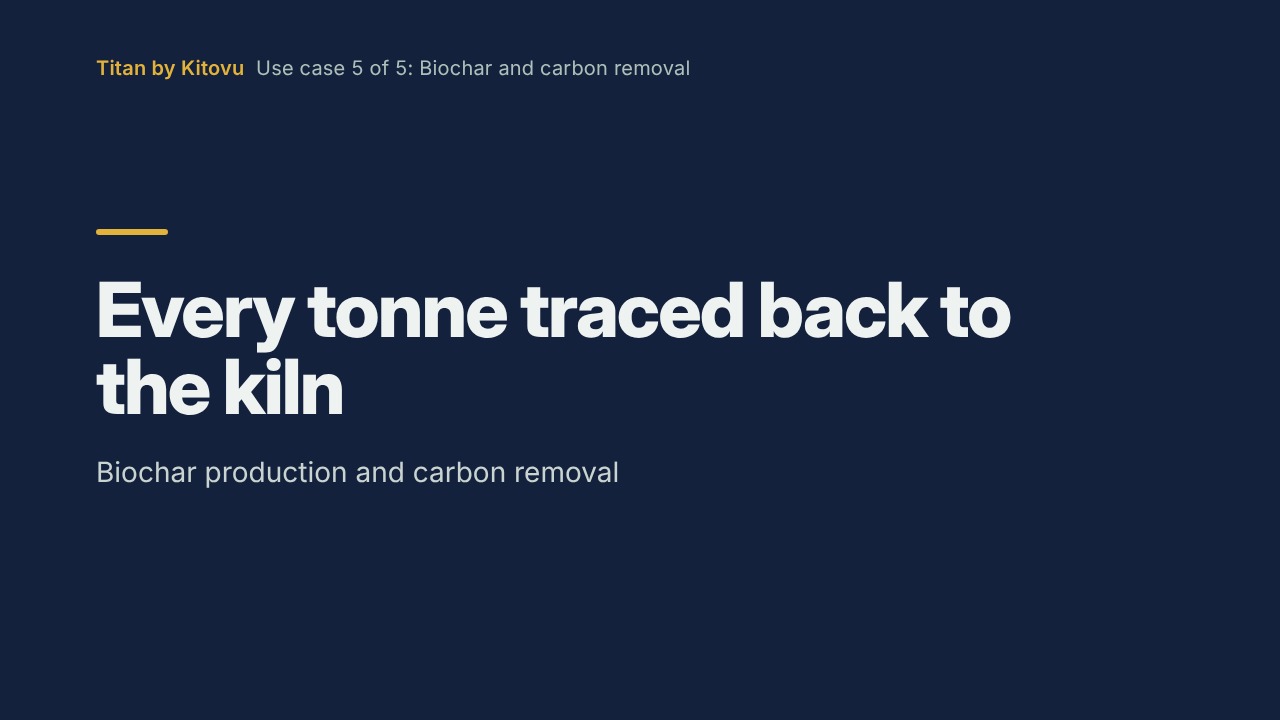 Titan by Kitovu Use case 5 of 5: Biochar and carbon removal
Every tonne traced back to
the kiln
Biochar production and carbon removal